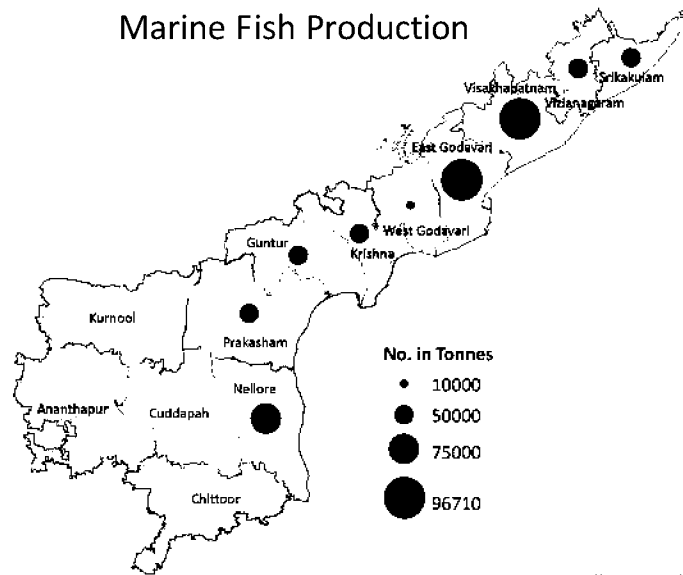 Marine Fish Production
Srikakulam
Visakhapatnam
Vizianagaram
East Godavari
West Godavari
Guntur
Krishna
Kurnool
Prakasham
Nellore
Ananthapur
Cuddapah
Chittoor
No. in Tonnes
10000
50000
75000
96710